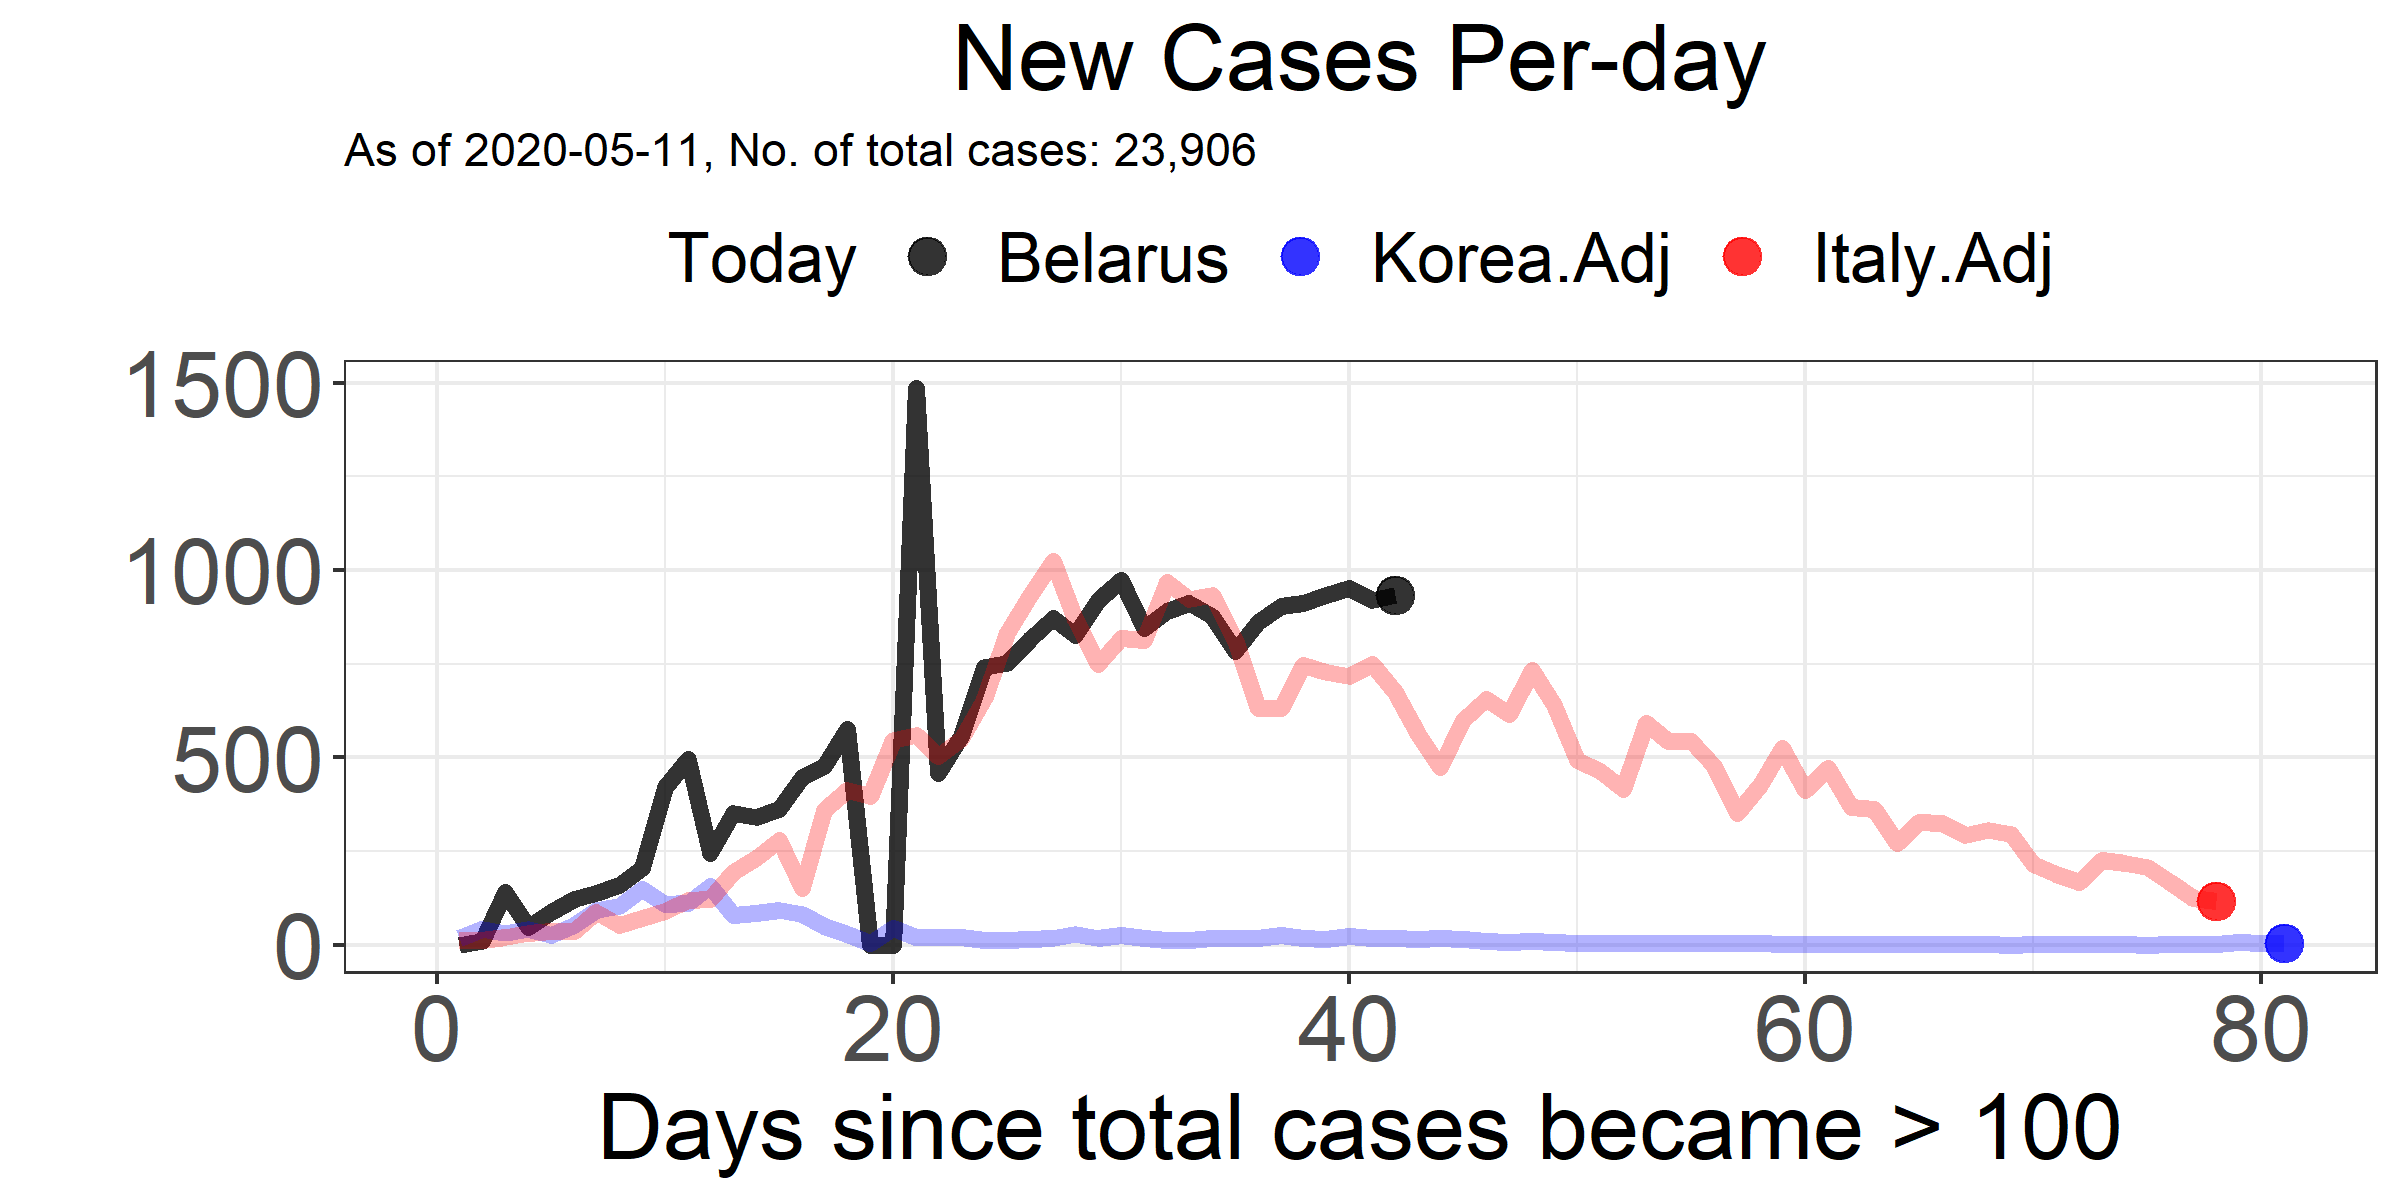 New Cases Per-day
As of 2020-05-11, No. of total cases: 23,906
Today Belarus Korea.Adj Italy.Adj
1500
1000
500
0
0 20 40 60 80
Days since total cases became > 100